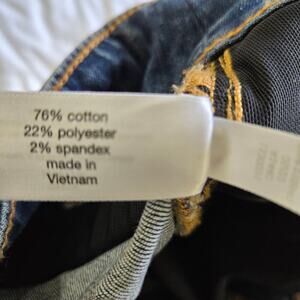 76% cotton
22% polyester
2% spandex
made in
Vietnam